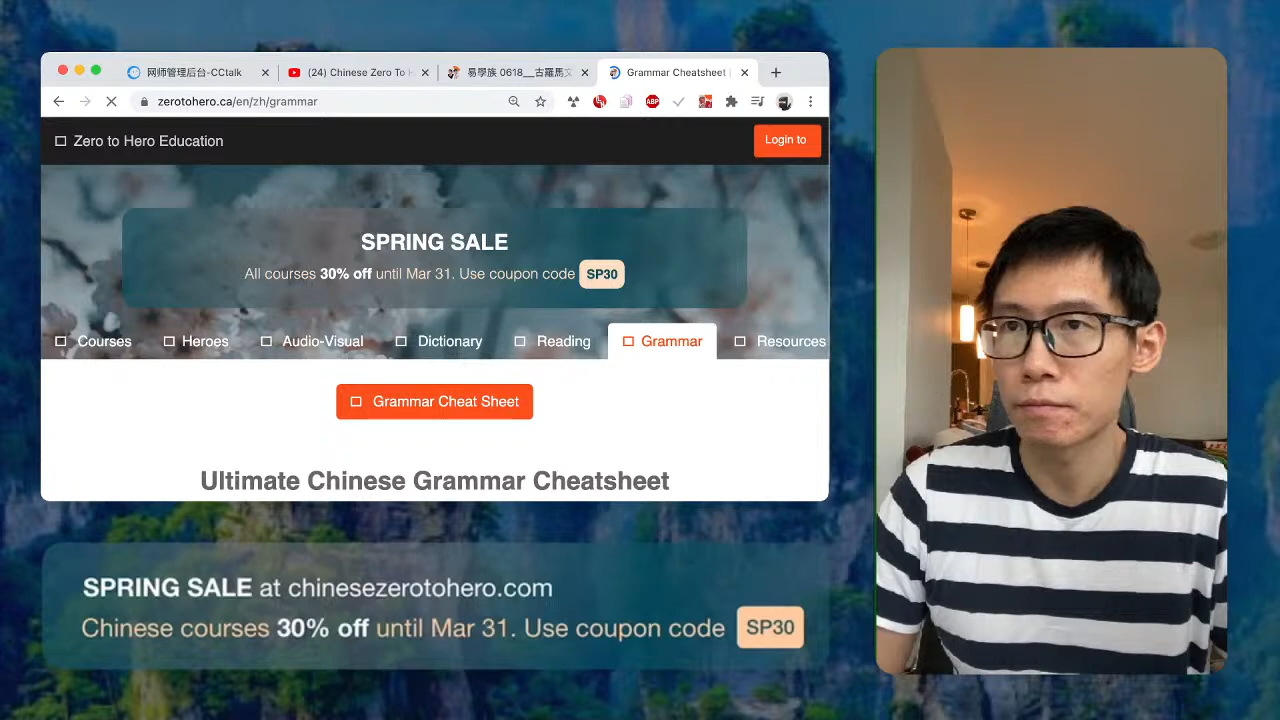 网师管理后台-CCtalk
(24) Chinese Zero To H
易學族 0618__古羅馬文
Grammar Cheatsheet |
zerotohero.ca/en/zh/grammar
ABP
Zero to Hero Education
Login to
SPRING SALE
All courses 30% off until Mar 31. Use coupon code SP30
Courses Heroes Audio-Visual Dictionary Reading Grammar Resources
Grammar Cheat Sheet
Ultimate Chinese Grammar Cheatsheet
SPRING SALE at chinesezerotohero.com
Chinese courses 30% off until Mar 31. Use coupon code SP30